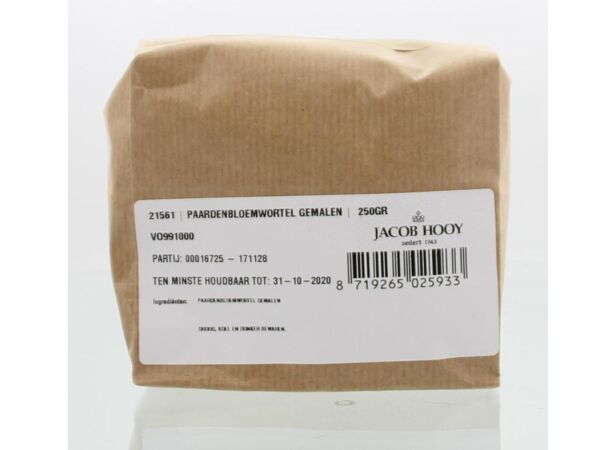 21561 | PAARDENBLOEMWORTEL GEMALEN | 250GR
VO991000
JACOB HOOY
sedert 1743
PARTIJ: 00016725 - 171128
TEN MINSTE HOUDBAAR TOT: 31-10-2020
8 719265 025933
Ingrediënten: PAARDENBLOEMWORTEL GEMALEN
DROOG, KOEL EN DONKER BEWAREN.